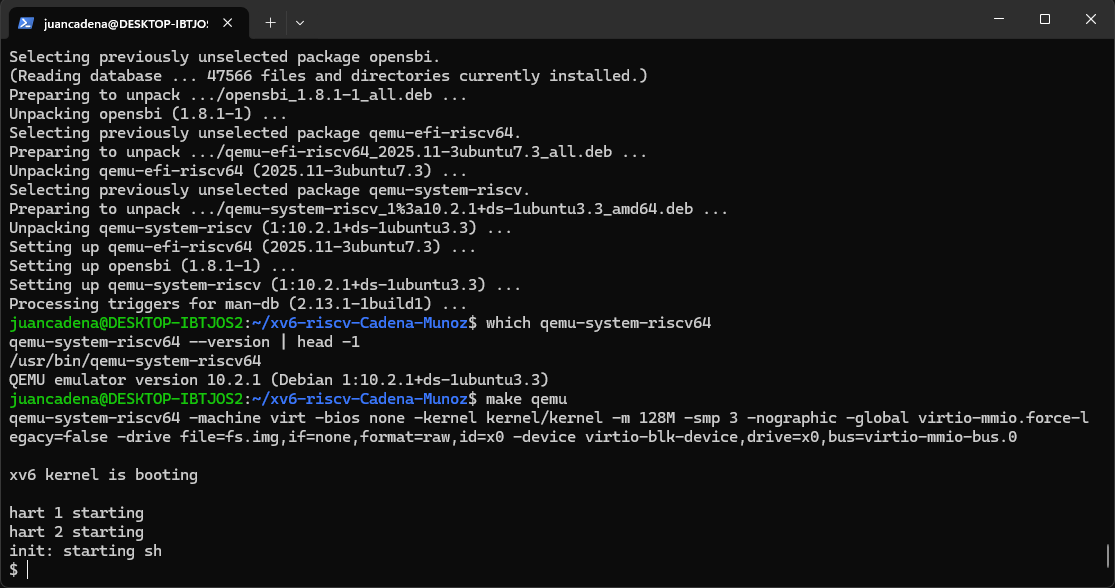 juancadena@DESKTOP-IBTJOS
Selecting previously unselected package opensbi.
(Reading database ... 47566 files and directories currently installed.)
Preparing to unpack .../opensbi_1.8.1-1_all.deb ...
Unpacking opensbi (1.8.1-1) ...
Selecting previously unselected package qemu-efi-riscv64.
Preparing to unpack .../qemu-efi-riscv64_2025.11-3ubuntu7.3_all.deb ...
Unpacking qemu-efi-riscv64 (2025.11-3ubuntu7.3) ...
Selecting previously unselected package qemu-system-riscv.
Preparing to unpack .../qemu-system-riscv_1%3a10.2.1+ds-1ubuntu3.3_amd64.deb ...
Unpacking qemu-system-riscv (1:10.2.1+ds-1ubuntu3.3) ...
Setting up qemu-efi-riscv64 (2025.11-3ubuntu7.3) ...
Setting up opensbi (1.8.1-1) ...
Setting up qemu-system-riscv (1:10.2.1+ds-1ubuntu3.3) ...
Processing triggers for man-db (2.13.1-1build1) ...
juancadena@DESKTOP-IBTJOS2:~/xv6-riscv-Cadena-Munoz$ which qemu-system-riscv64
qemu-system-riscv64 --version | head -1
/usr/bin/qemu-system-riscv64
QEMU emulator version 10.2.1 (Debian 1:10.2.1+ds-1ubuntu3.3)
juancadena@DESKTOP-IBTJOS2:~/xv6-riscv-Cadena-Munoz$ make qemu
qemu-system-riscv64 -machine virt -bios none -kernel kernel/kernel -m 128M -smp 3 -nographic -global virtio-mmio.force-l
egacy=false -drive file=fs.img,if=none,format=raw,id=x0 -device virtio-blk-device,drive=x0,bus=virtio-mmio-bus.0
xv6 kernel is booting
hart 1 starting
hart 2 starting
init: starting sh
$